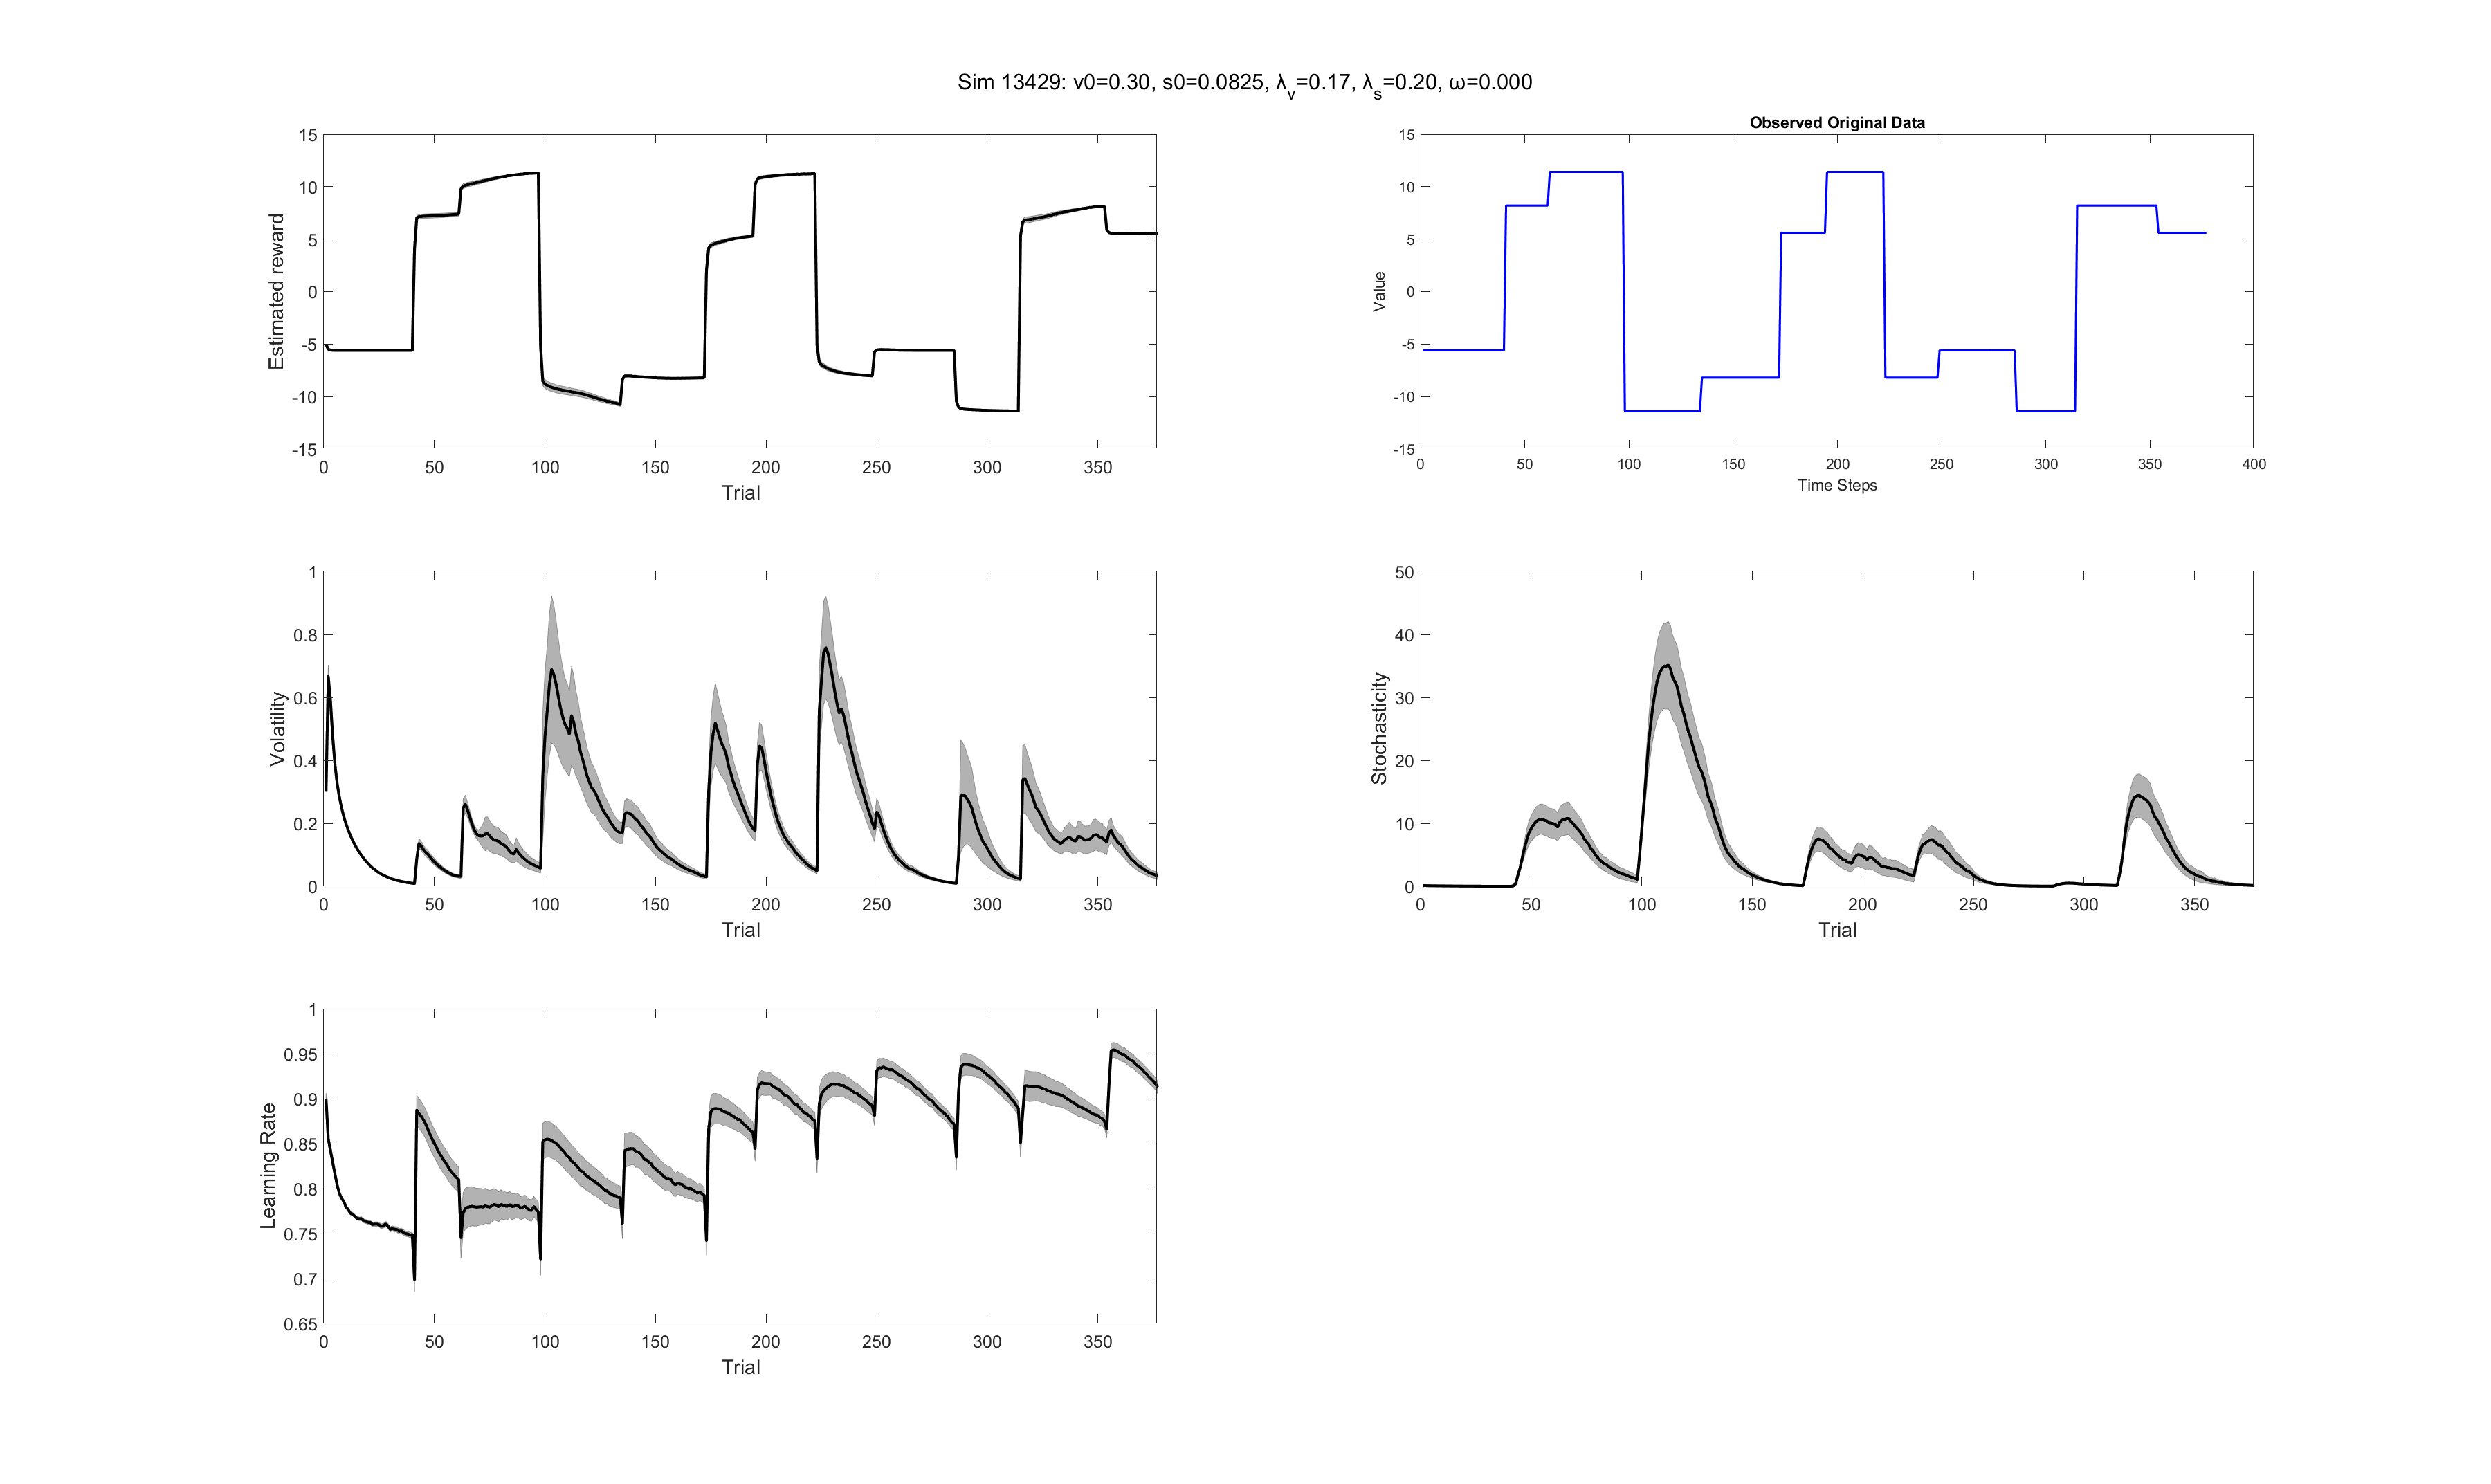 Sim 13429: v0=0.30, s0=0.0825, λv=0.17, λs=0.20, ω=0.000
15
10
5
0
-5
-10
-15
Estimated reward
0 50 100 150 200 250 300 350
Trial
Observed Original Data
15
10
5
0
-5
-10
-15
Value
0 50 100 150 200 250 300 350 400
Time Steps
1
0.8
0.6
0.4
0.2
0
Volatility
0 50 100 150 200 250 300 350
Trial
50
40
30
20
10
0
Stochasticity
0 50 100 150 200 250 300 350
Trial
1
0.95
0.9
0.85
0.8
0.75
0.7
0.65
Learning Rate
0 50 100 150 200 250 300 350
Trial